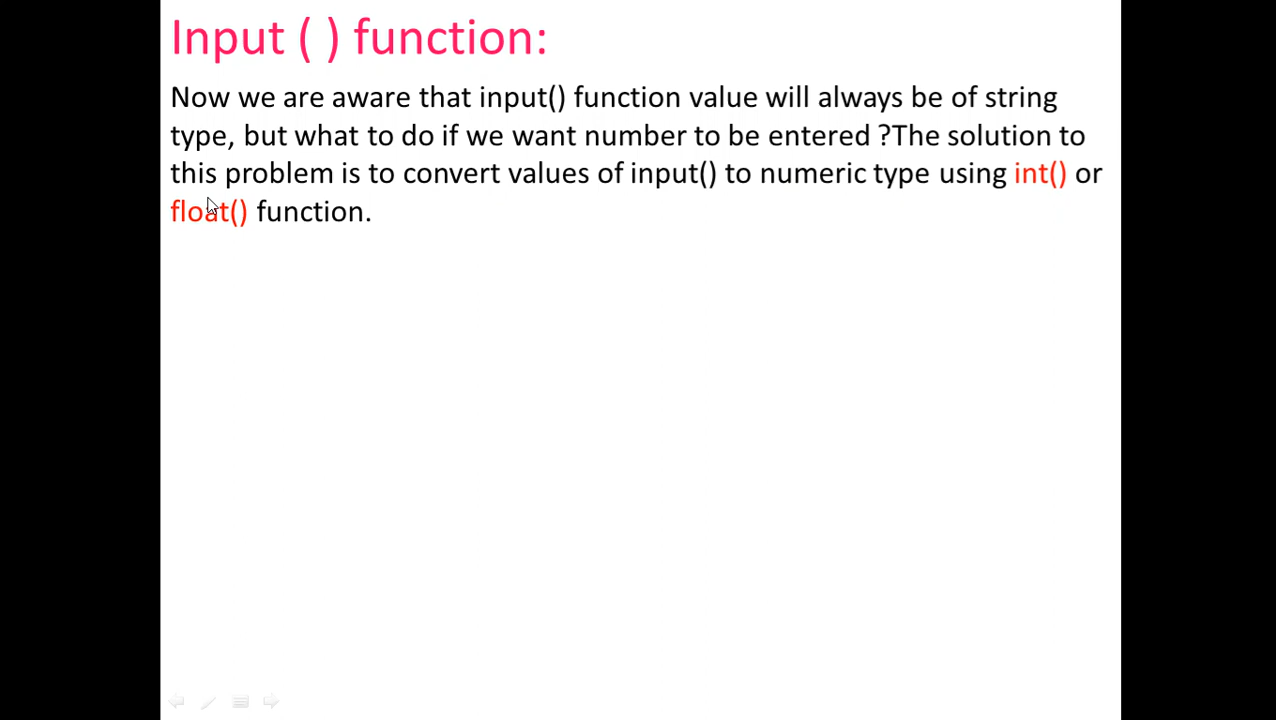 Input ( ) function:
Now we are aware that input() function value will always be of string
type, but what to do if we want number to be entered ?The solution to
this problem is to convert values of input() to numeric type using int() or
float() function.